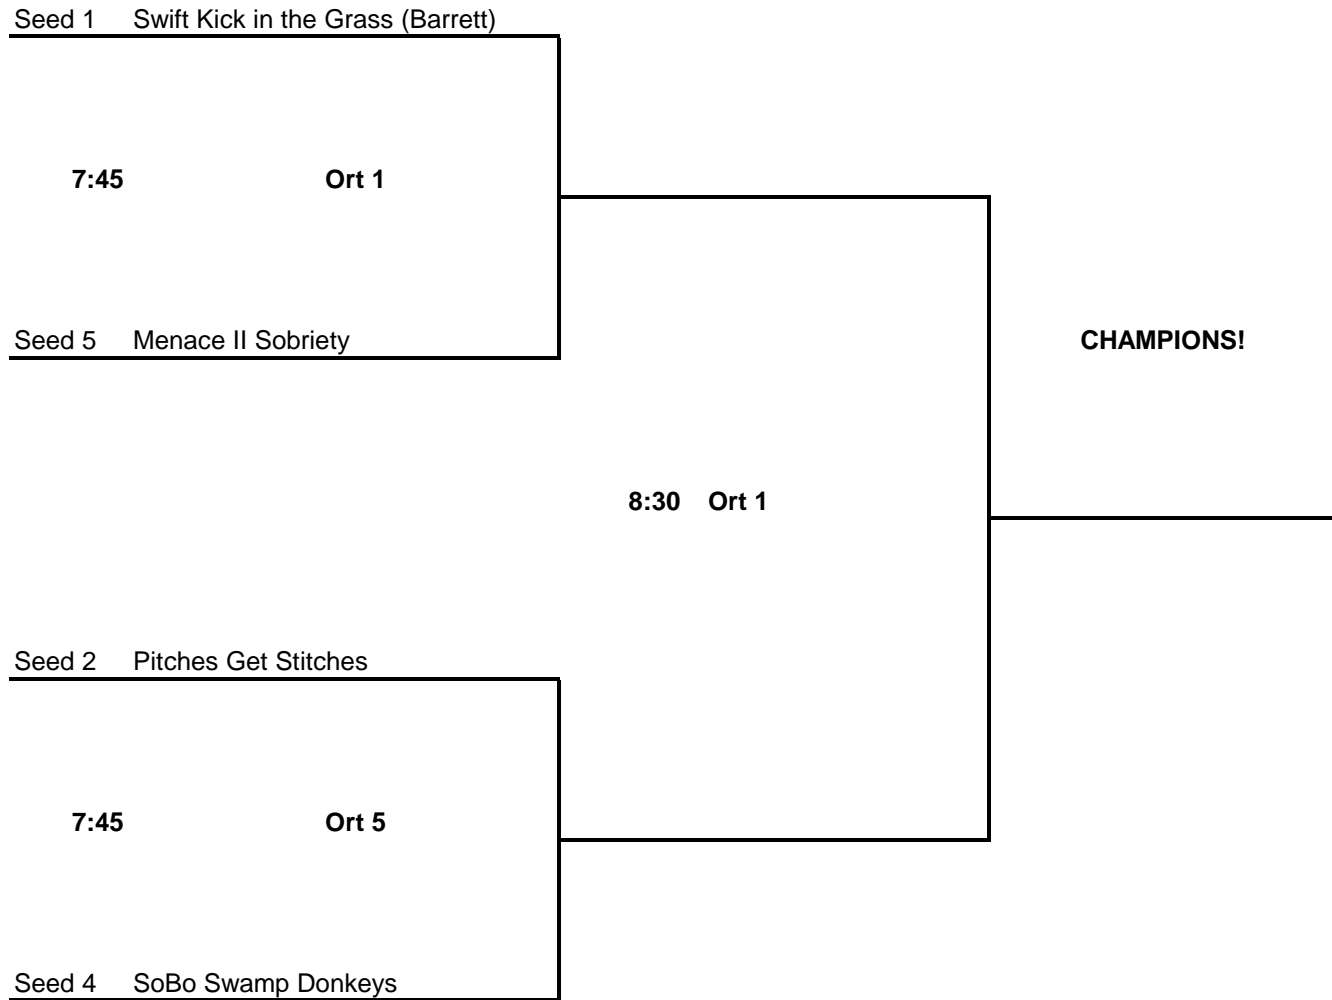 Seed 1 Swift Kick in the Grass (Barrett)
7:45 Ort 1
Seed 5 Menace II Sobriety
CHAMPIONS!
8:30 Ort 1
Seed 2 Pitches Get Stitches
7:45 Ort 5
Seed 4 SoBo Swamp Donkeys